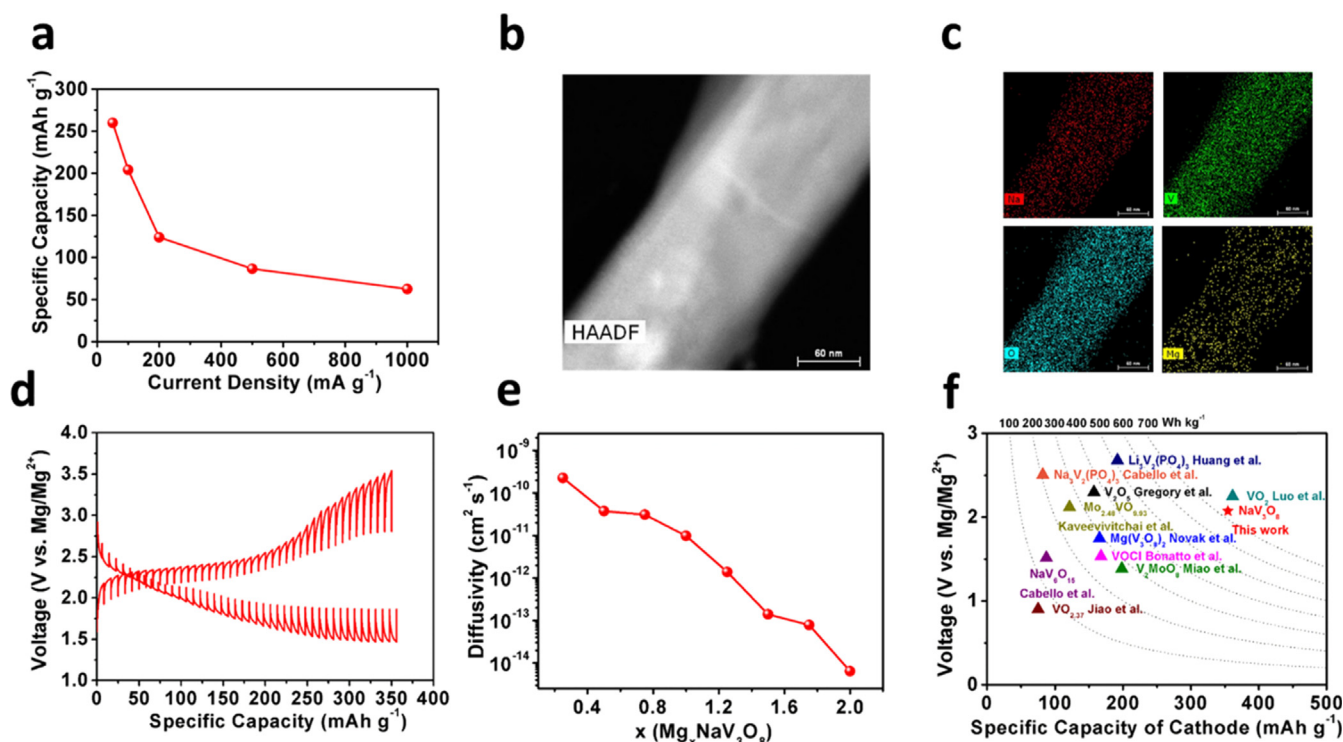 a
300
250
200
150
100
50
0
Specific Capacity (mAh g⁻¹)
0 200 400 600 800 1000
Current Density (mA g⁻¹)
b
HAADF
60 nm
c
Na
60 nm
V
60 nm
O
60 nm
Mg
60 nm
d
4.0
3.5
3.0
2.5
2.0
1.5
1.0
Voltage (V vs. Mg/Mg²⁺)
0 50 100 150 200 250 300 350 400
Specific Capacity (mAh g⁻¹)
e
10⁻⁹
10⁻¹⁰
10⁻¹¹
10⁻¹²
10⁻¹³
10⁻¹⁴
Diffusivity (cm² s⁻¹)
0.4 0.8 1.2 1.6 2.0
x (MgₓNaV₃O₈)
f
100 200 300 400 500 600 700 Wh kg⁻¹
3
2
1
0
Voltage (V vs. Mg/Mg²⁺)
Li₃V₂(PO₄)₃ Huang et al.
Na₃V₂(PO₄)₃ Cabello et al.
V₂O₅ Gregory et al.
VO₂ Luo et al.
Mo₂.₄₈VO₉.₉₃
NaV₃O₈
Kaveevivitchai et al.
This work
Mg(V₃O₈)₂ Novak et al.
VOCl Bonatto et al.
V₂MoO₈ Miao et al.
NaV₆O₁₅
Cabello et al.
VO₂.₃₇ Jiao et al.
0 100 200 300 400 500
Specific Capacity of Cathode (mAh g⁻¹)